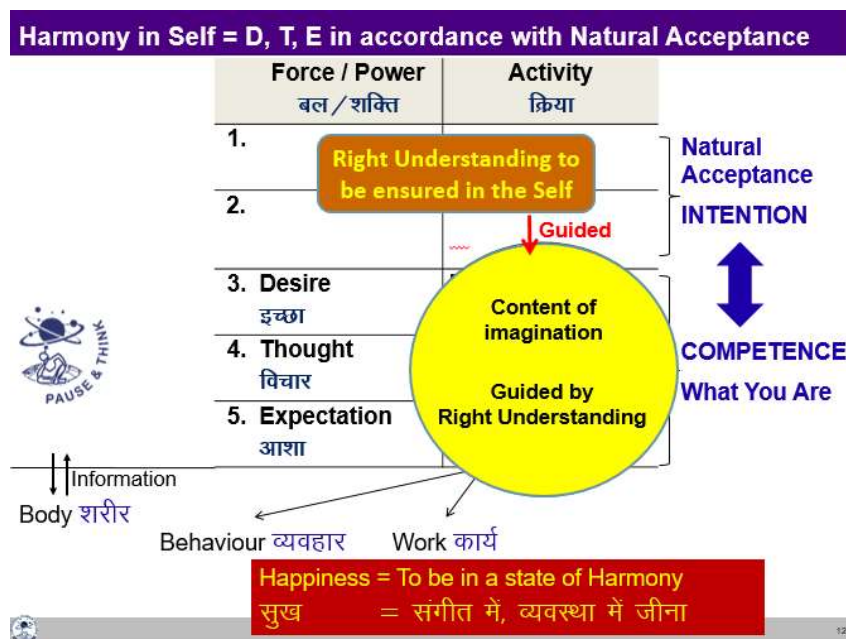 Harmony in Self = D, T, E in accordance with Natural Acceptance
Force / Power
Activity
बल / शक्ति
क्रिया
1.
Right Understanding to
be ensured in the Self
Natural
Acceptance
2.
INTENTION
Guided
3. Desire
इच्छा
Content of
imagination
4. Thought
विचार
COMPETENCE
What You Are
Guided by
Right Understanding
5. Expectation
आशा
PAUSE & THINK
Information
Body शरीर
Behaviour व्यवहार
Work कार्य
Happiness = To be in a state of Harmony
सुख = संगीत में, व्यवस्था में जीना